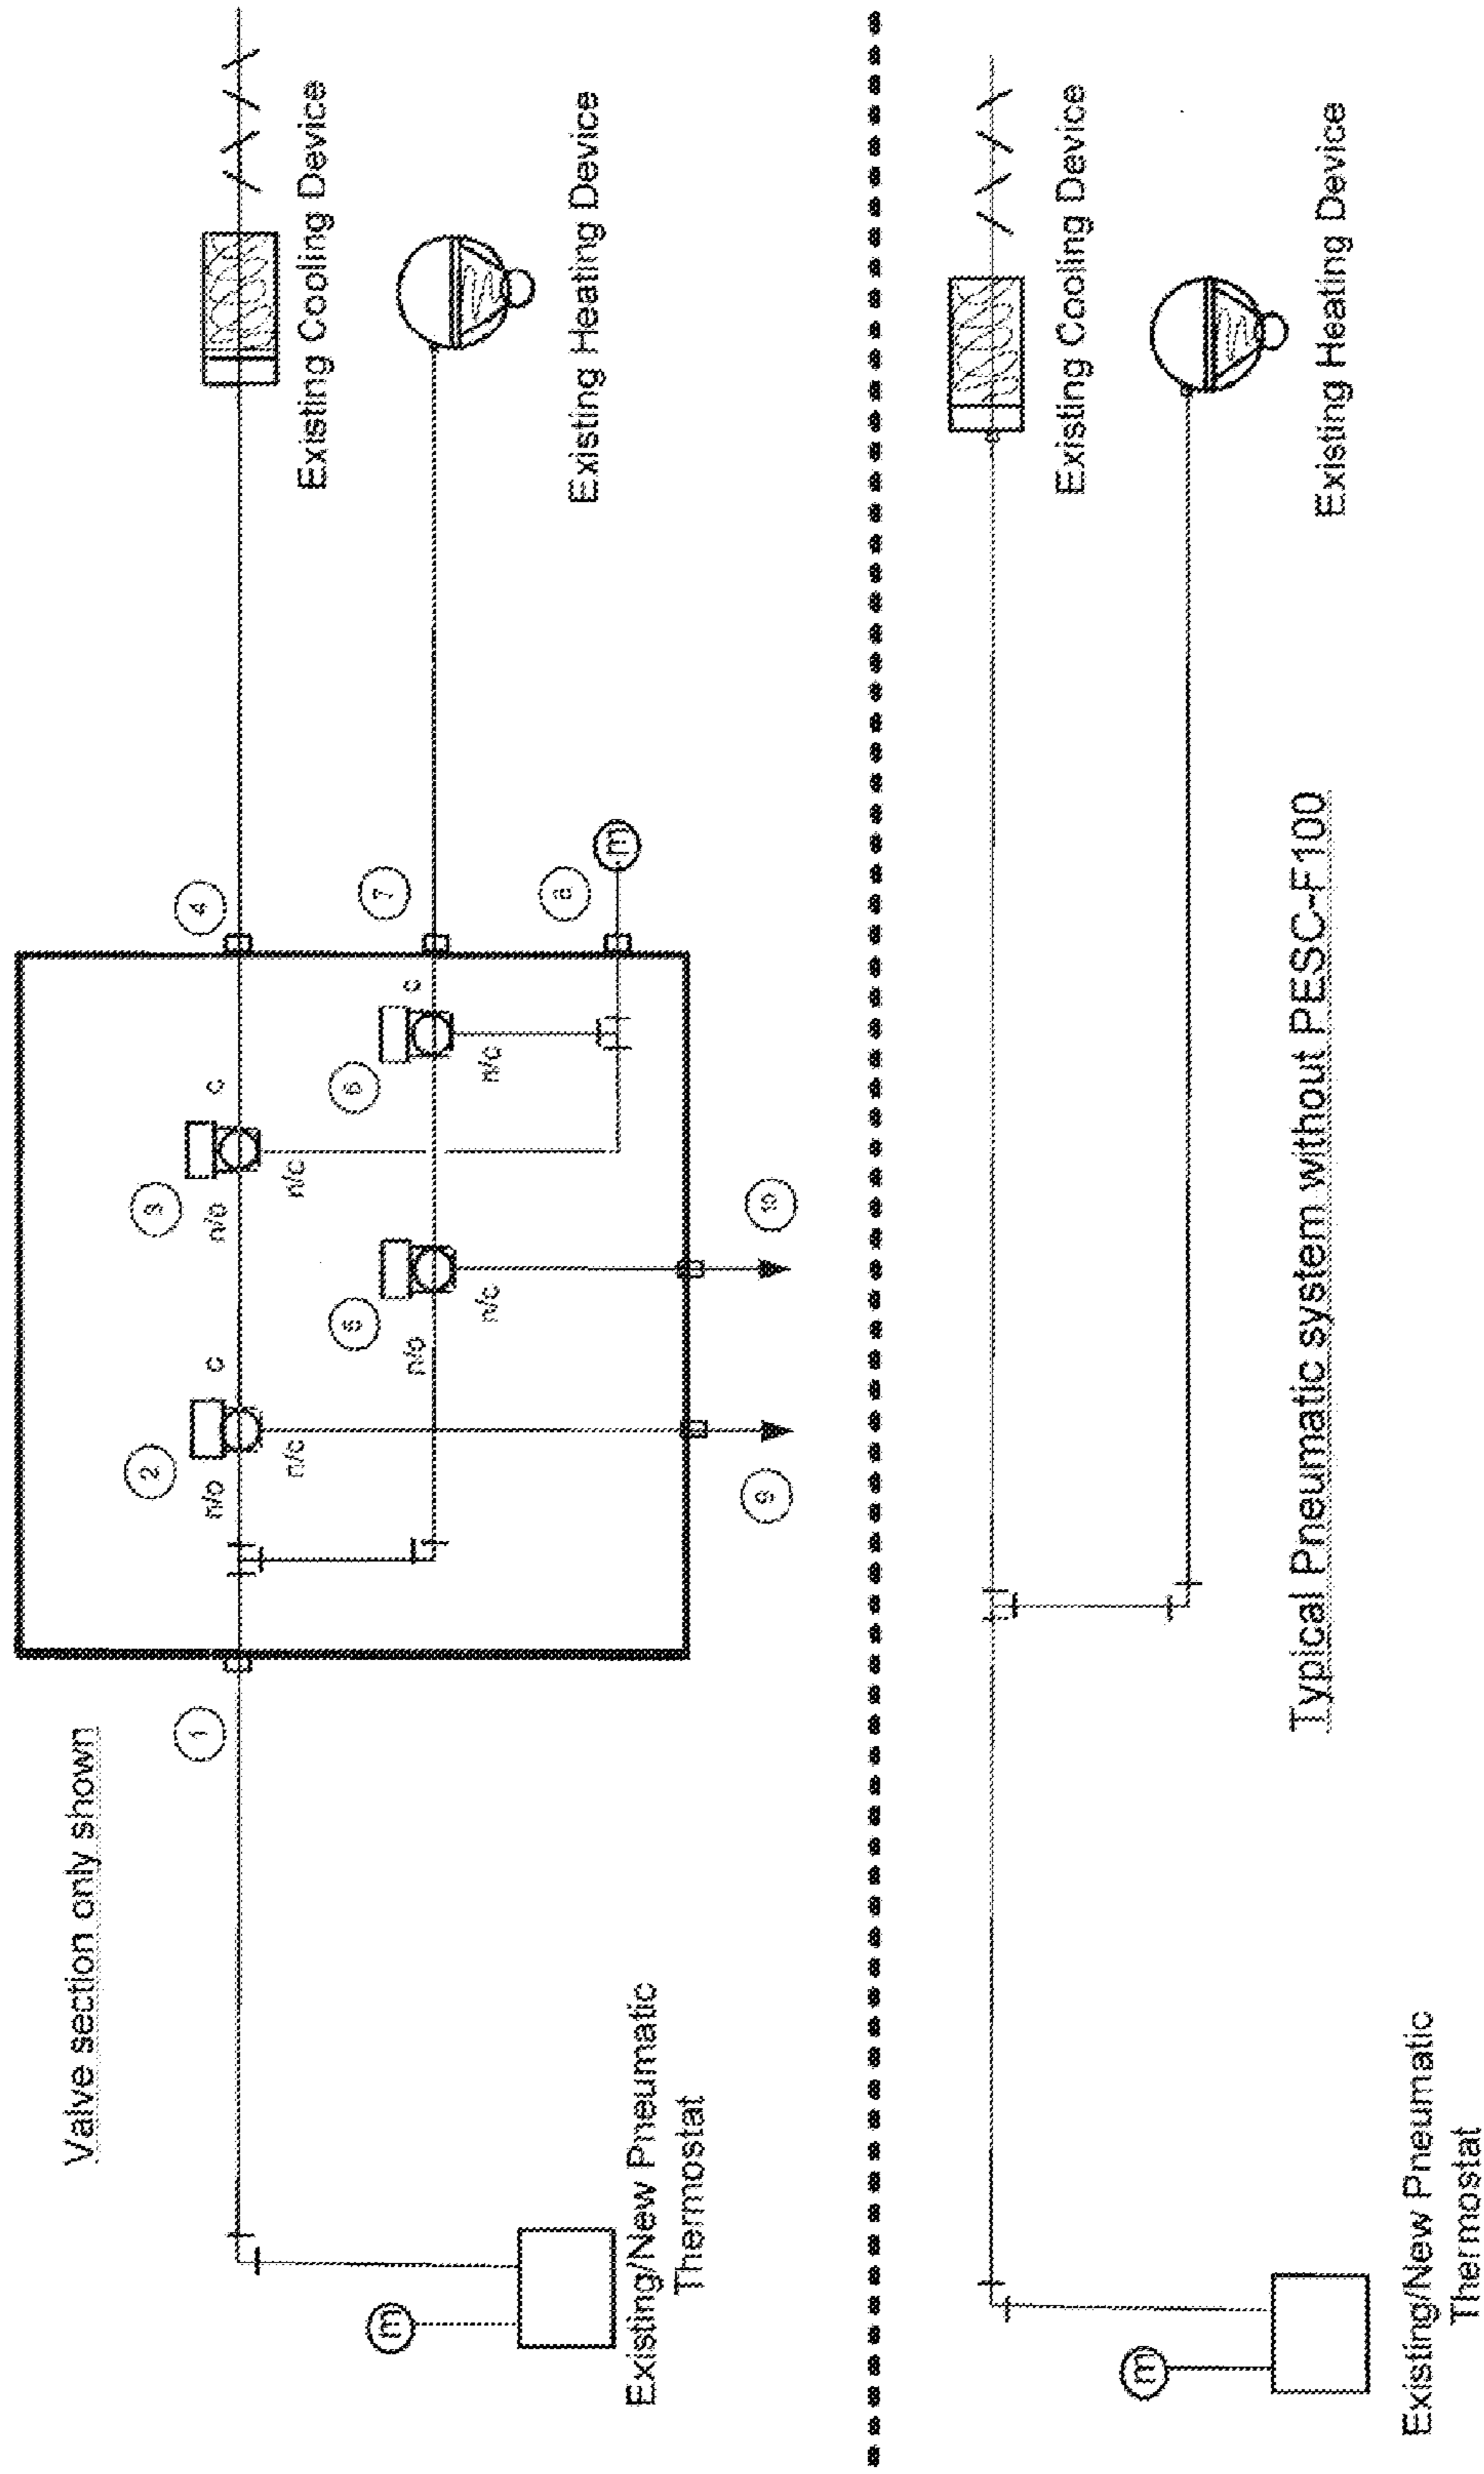 Valve section only shown
2
3
1
4
n/o
c
n/o
c
n/c
n/c
Existing Cooling Device
5
6
7
m
n/o
c
n/c
n/c
8
Existing Heating Device
m
Existing/New Pneumatic
Thermostat
9
10
Existing Cooling Device
m
Typical Pneumatic system without PESC-F100
Existing Heating Device
Existing/New Pneumatic
Thermostat